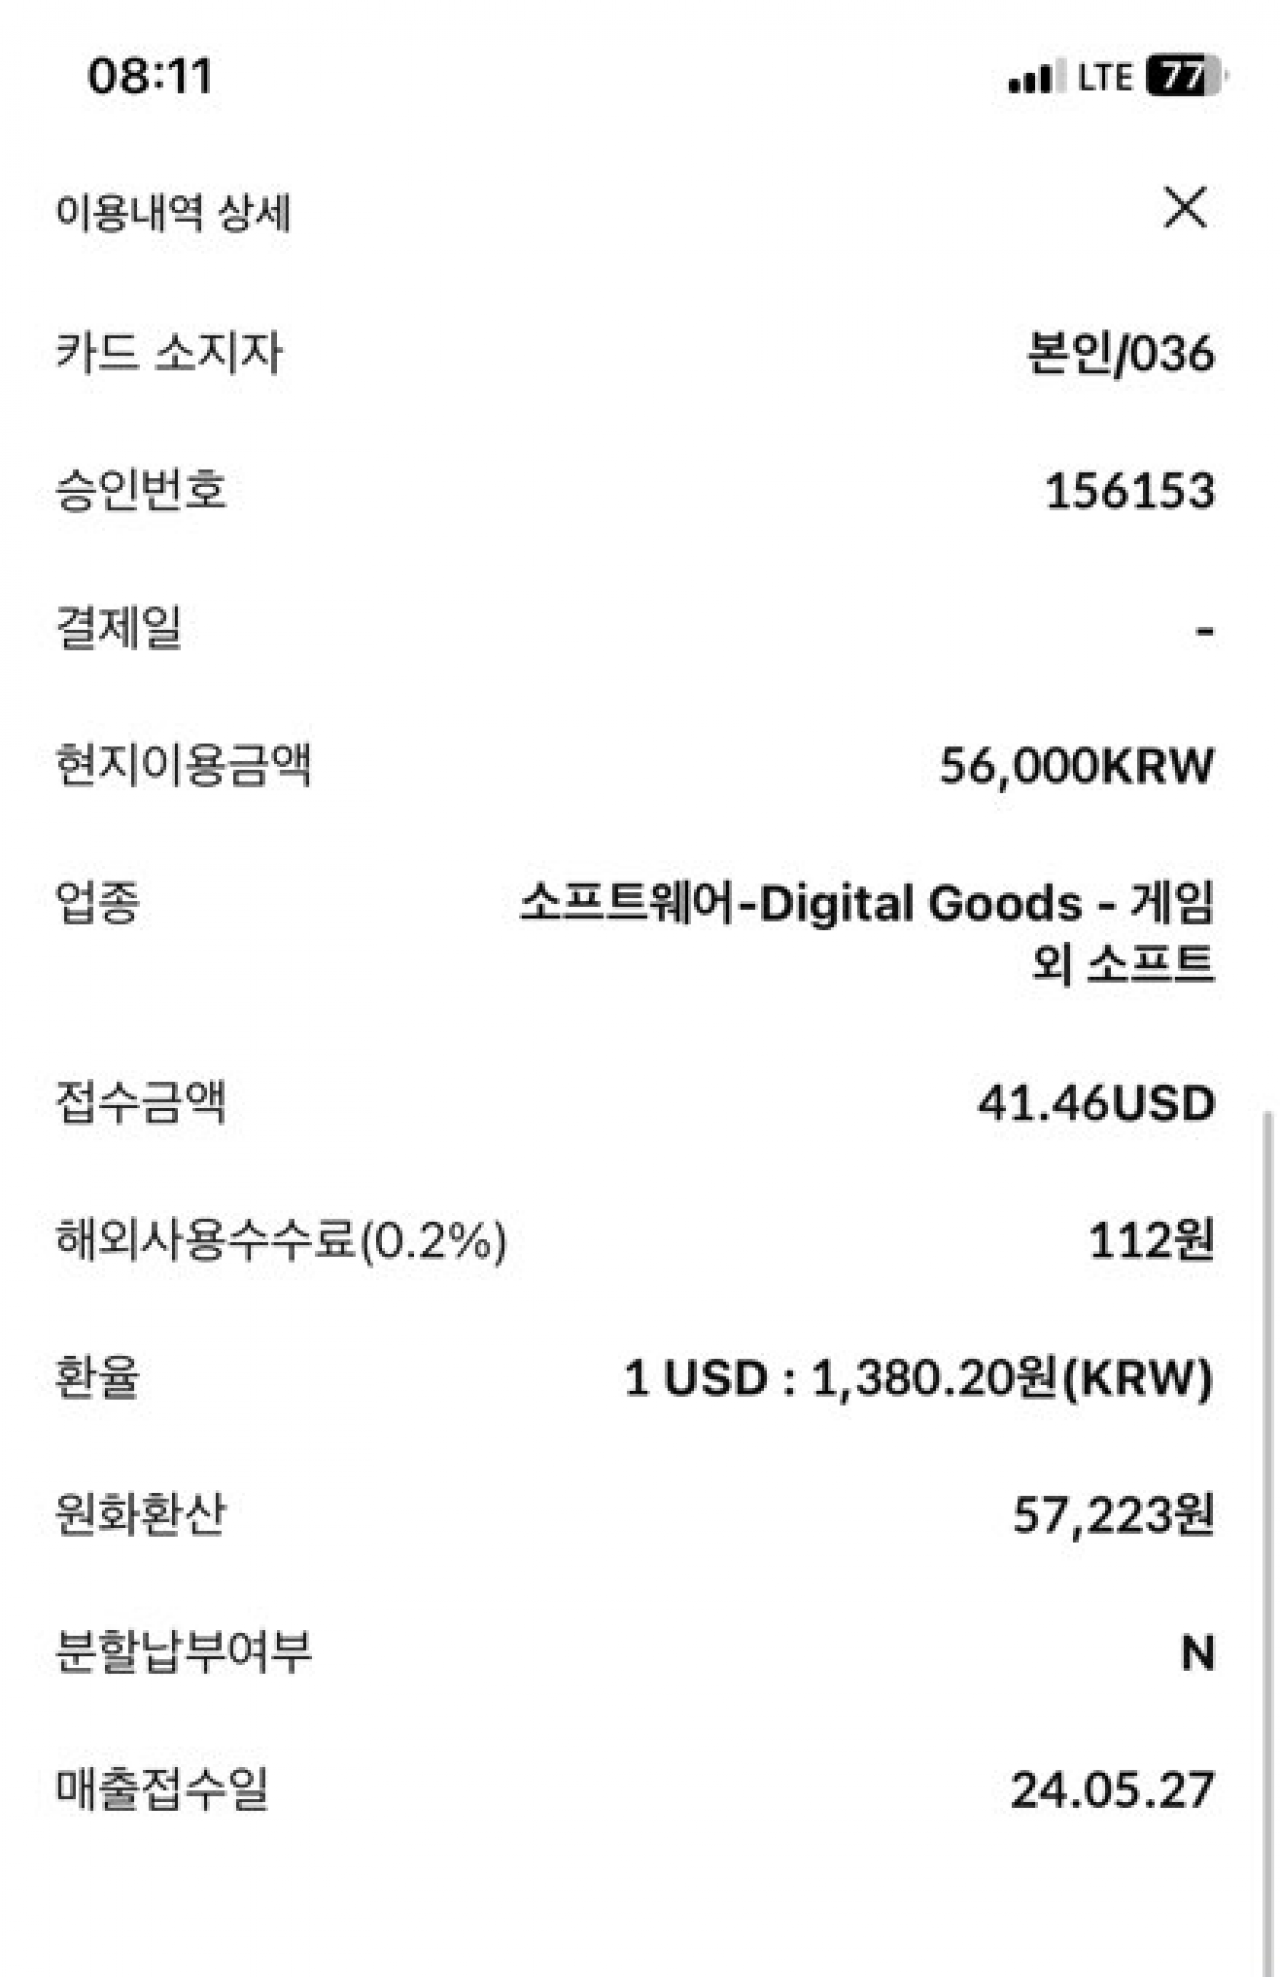 08:11 LTE 77
이용내역 상세
카드 소지자 본인/036
승인번호 156153
결제일 -
현지이용금액 56,000KRW
업종 소프트웨어-Digital Goods - 게임
외 소프트
접수금액 41.46USD
해외사용수수료(0.2%) 112원
환율 1 USD : 1,380.20원(KRW)
원화환산 57,223원
분할납부여부 N
매출접수일 24.05.27